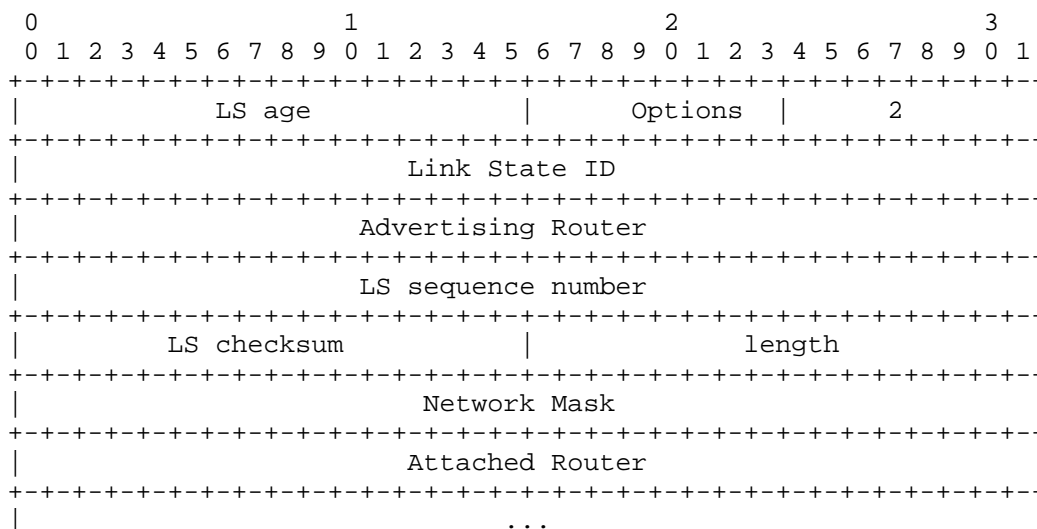 0                   1                   2                   3
0 1 2 3 4 5 6 7 8 9 0 1 2 3 4 5 6 7 8 9 0 1 2 3 4 5 6 7 8 9 0 1
+-+-+-+-+-+-+-+-+-+-+-+-+-+-+-+-+-+-+-+-+-+-+-+-+-+-+-+-+-+-+-+-
|            LS age             |      Options  |      2
+-+-+-+-+-+-+-+-+-+-+-+-+-+-+-+-+-+-+-+-+-+-+-+-+-+-+-+-+-+-+-+-
|                        Link State ID
+-+-+-+-+-+-+-+-+-+-+-+-+-+-+-+-+-+-+-+-+-+-+-+-+-+-+-+-+-+-+-+-
|                     Advertising Router
+-+-+-+-+-+-+-+-+-+-+-+-+-+-+-+-+-+-+-+-+-+-+-+-+-+-+-+-+-+-+-+-
|                     LS sequence number
+-+-+-+-+-+-+-+-+-+-+-+-+-+-+-+-+-+-+-+-+-+-+-+-+-+-+-+-+-+-+-+-
|         LS checksum           |             length
+-+-+-+-+-+-+-+-+-+-+-+-+-+-+-+-+-+-+-+-+-+-+-+-+-+-+-+-+-+-+-+-
|                         Network Mask
+-+-+-+-+-+-+-+-+-+-+-+-+-+-+-+-+-+-+-+-+-+-+-+-+-+-+-+-+-+-+-+-
|                        Attached Router
+-+-+-+-+-+-+-+-+-+-+-+-+-+-+-+-+-+-+-+-+-+-+-+-+-+-+-+-+-+-+-+-
|                              ...